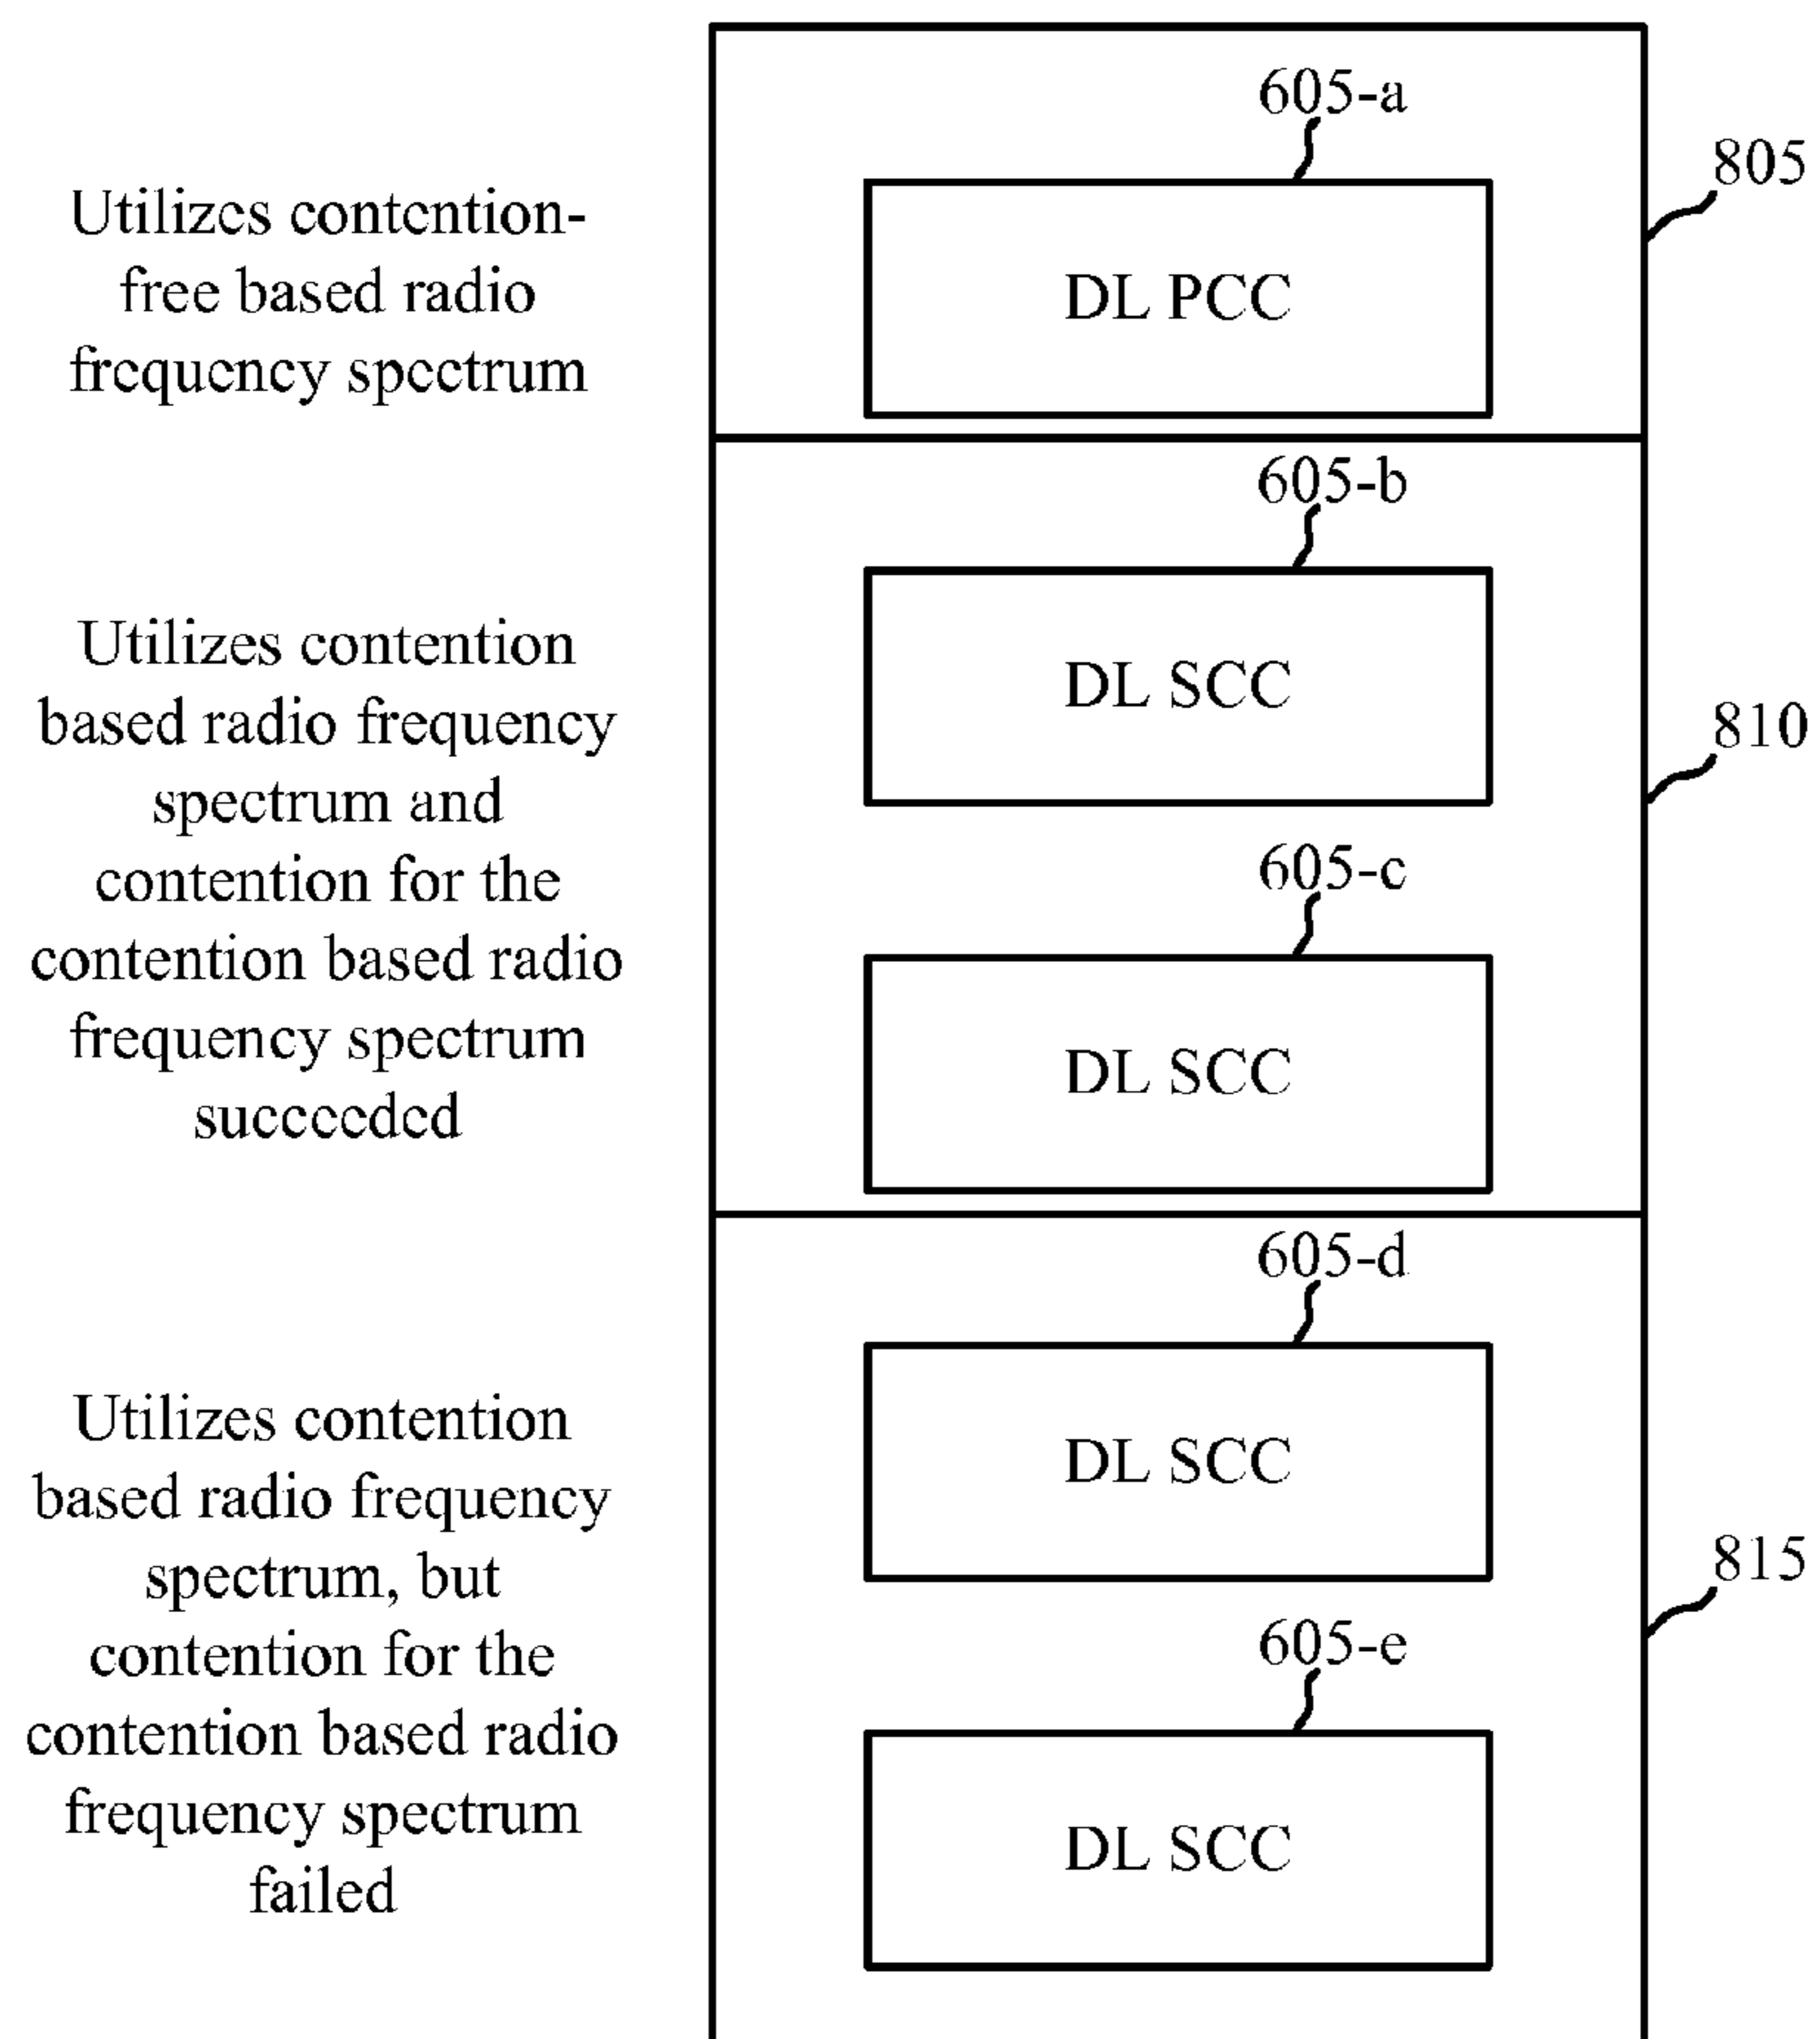 605-a
805
Utilizes contention-
free based radio
frequency spectrum
DL PCC
605-b
DL SCC
810
Utilizes contention
based radio frequency
spectrum and
contention for the
contention based radio
frequency spectrum
succeeded
605-c
DL SCC
605-d
DL SCC
815
Utilizes contention
based radio frequency
spectrum, but
contention for the
contention based radio
frequency spectrum
failed
605-e
DL SCC